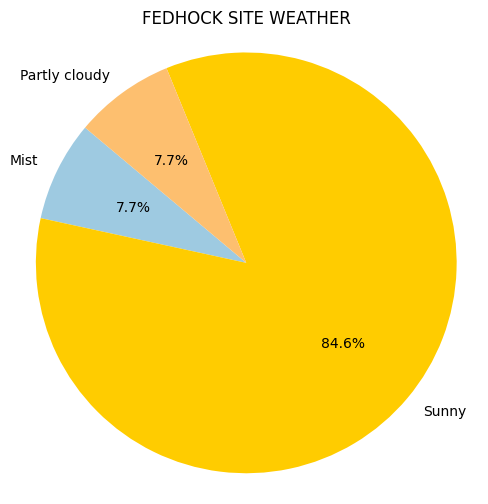 FEDHOCK SITE WEATHER
Partly cloudy
Mist
7.7%
7.7%
84.6%
Sunny